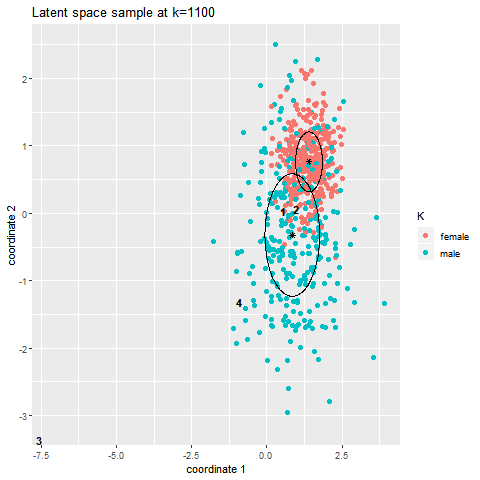 Latent space sample at k=1100
coordinate 2
2
1
0
-1
-2
-3
1 2
4
3
-7.5 -5.0 -2.5 0.0 2.5
coordinate 1
K
female
male